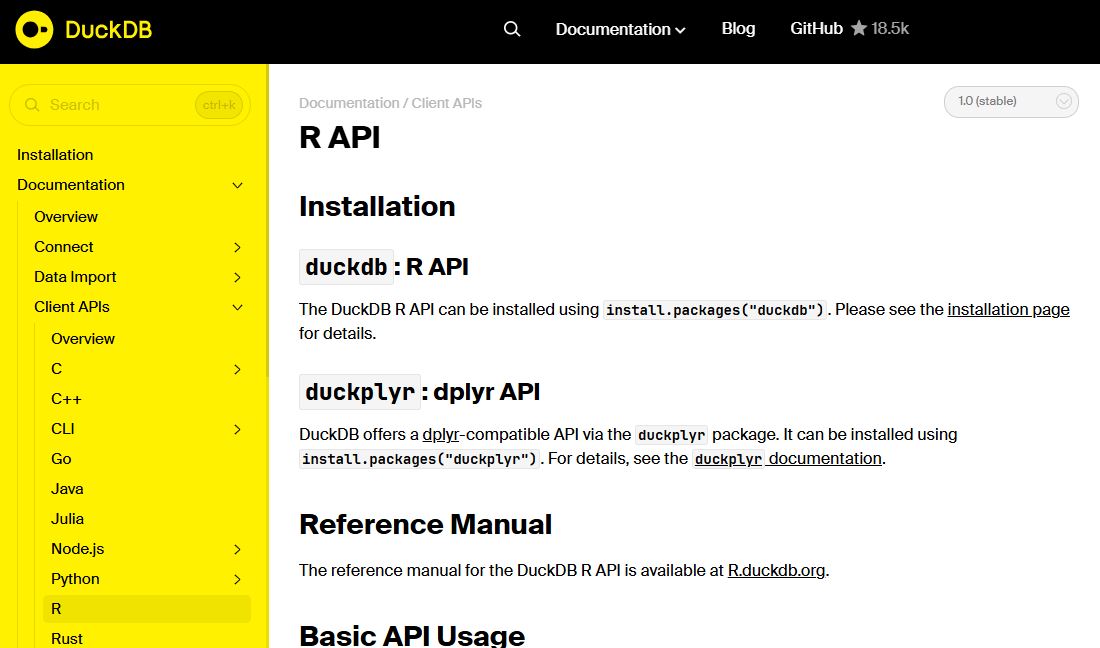 DuckDB
Documentation
Blog
GitHub 18.5k
Search ctrl+k
Installation
Documentation
Overview
Connect
Data Import
Client APIs
Overview
C
C++
CLI
Go
Java
Julia
Node.js
Python
R
Rust
Documentation / Client APIs
1.0 (stable)
R API
Installation
duckdb: R API
The DuckDB R API can be installed using install.packages("duckdb"). Please see the installation page
for details.
duckplyr: dplyr API
DuckDB offers a dplyr-compatible API via the duckplyr package. It can be installed using
install.packages("duckplyr"). For details, see the duckplyr documentation.
Reference Manual
The reference manual for the DuckDB R API is available at R.duckdb.org.
Basic API Usage